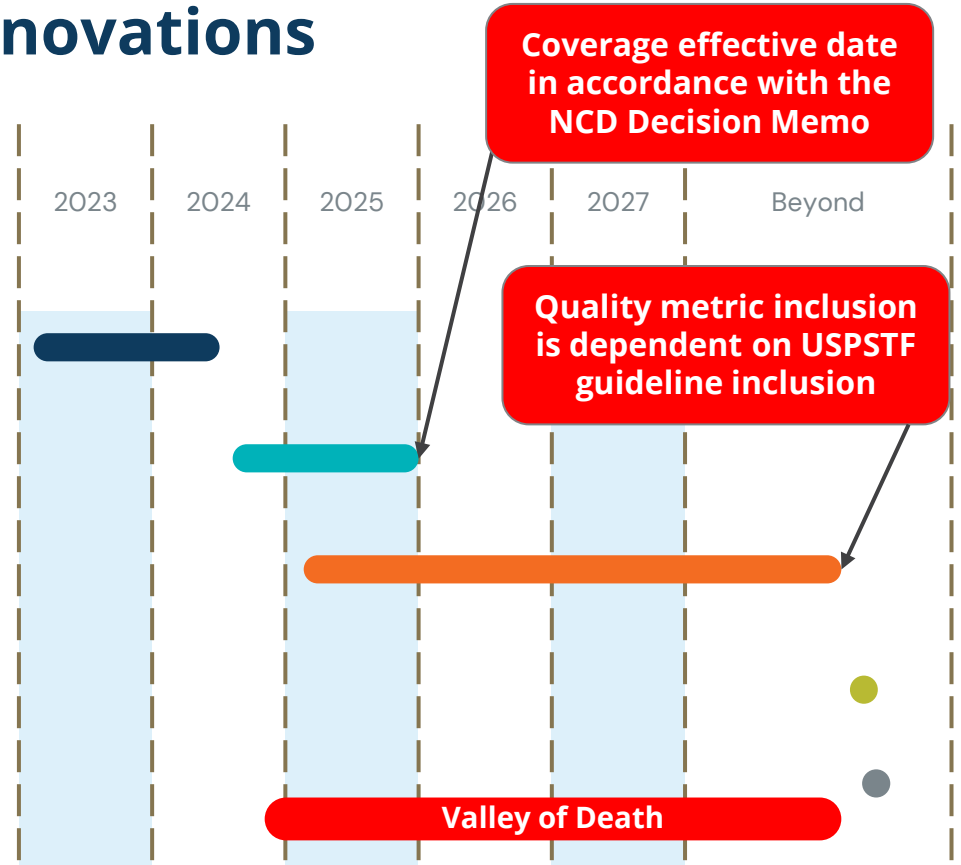 novations
Coverage effective date
in accordance with the
NCD Decision Memo
2023 2024 2025 2026 2027 Beyond
Quality metric inclusion
is dependent on USPSTF
guideline inclusion
Valley of Death